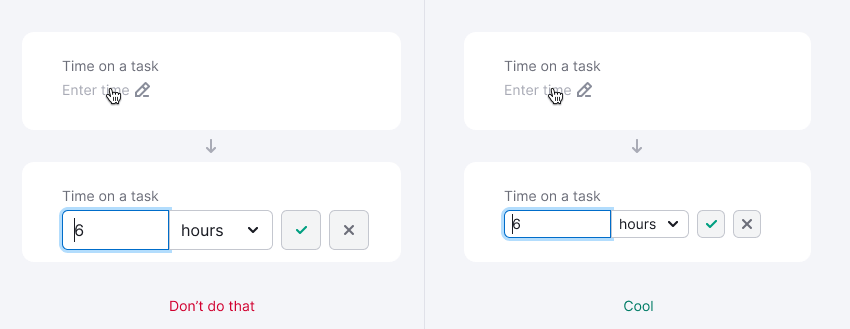 Time on a task
Enter time
Time on a task
6 hours
Don't do that
Time on a task
Enter time
Time on a task
6 hours
Cool